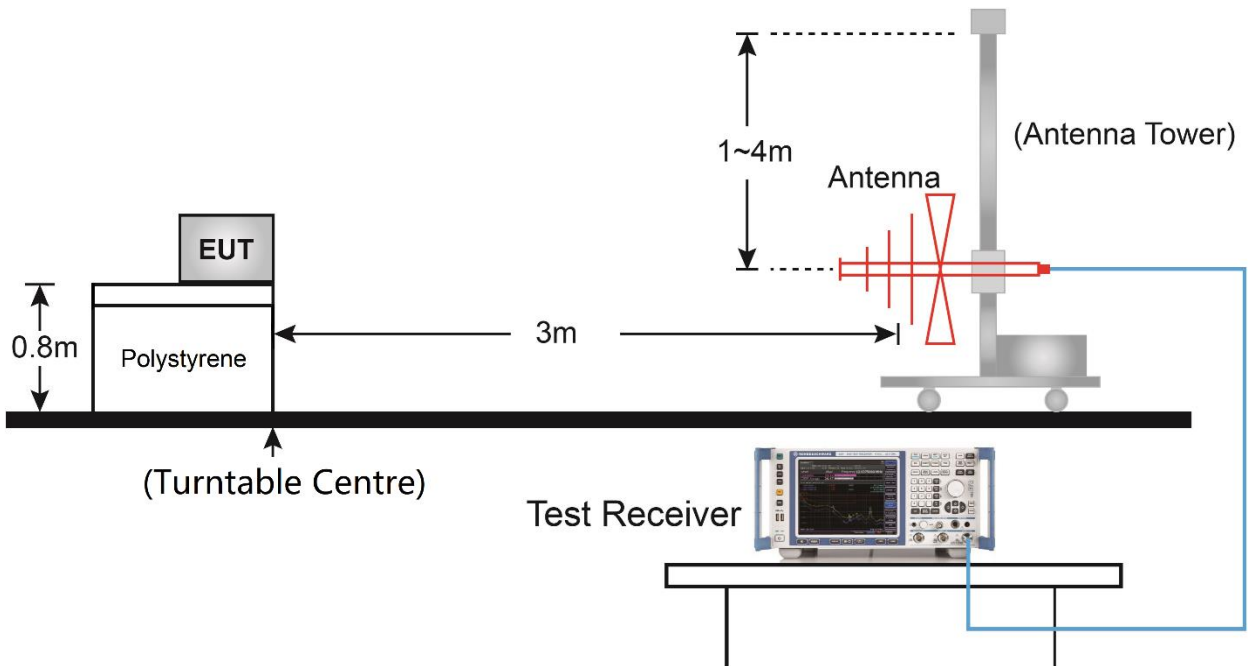 (Antenna Tower)
1~4m
Antenna
EUT
0.8m
Polystyrene
3m
(Turntable Centre)
Test Receiver